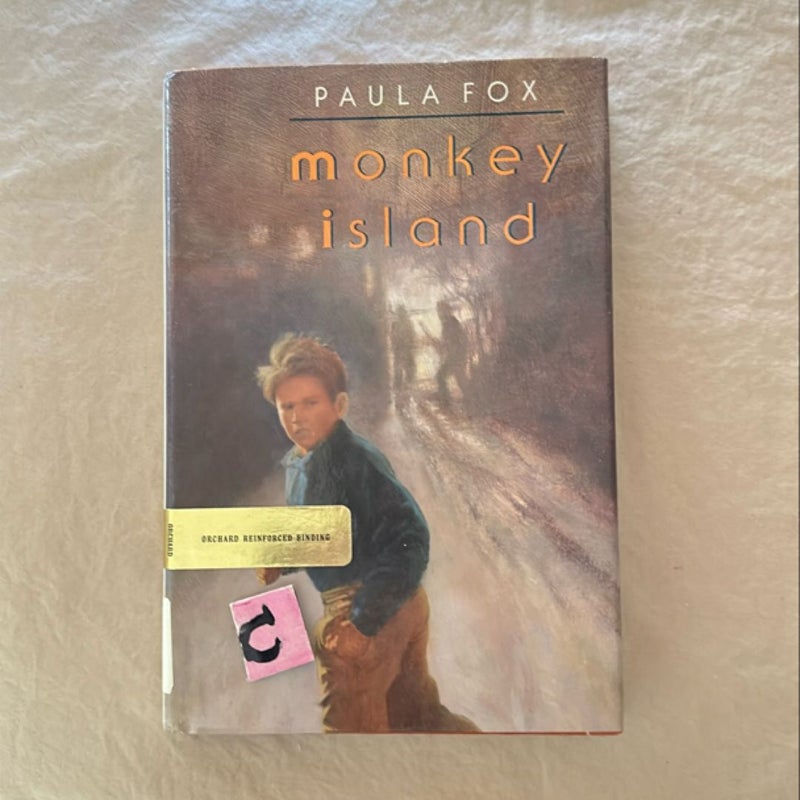 PAULA FOX
monkey
island
ORCHARD
ORCHARD REINFORCED BINDING
C